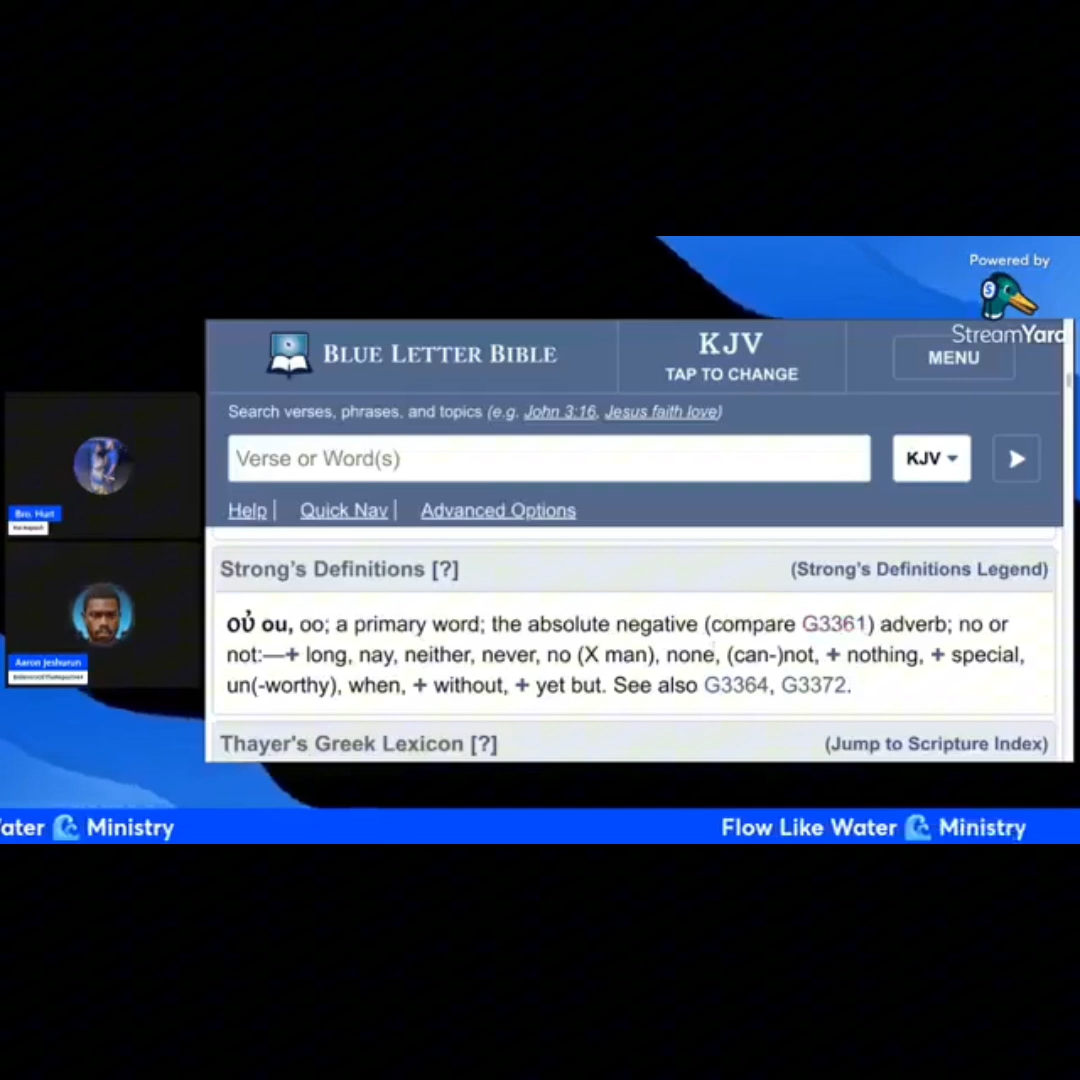 Powered by
StreamYard
BLUE LETTER BIBLE
KJV
TAP TO CHANGE
MENU
Search verses, phrases, and topics (e.g. John 3:16, Jesus faith love)
Verse or Word(s)
KJV
Help| Quick Nav| Advanced Options
Bro. Hurt
Strong's Definitions [?] (Strong's Definitions Legend)
οὐ ou, oo; a primary word; the absolute negative (compare G3361) adverb; no or
not:—+ long, nay, neither, never, no (X man), none, (can-)not, + nothing, + special,
un(-worthy), when, + without, + yet but. See also G3364, G3372.
Aaron Jeshurun
Thayer's Greek Lexicon [?] (Jump to Scripture Index)
ater 🌊 Ministry
Flow Like Water 🌊 Ministry